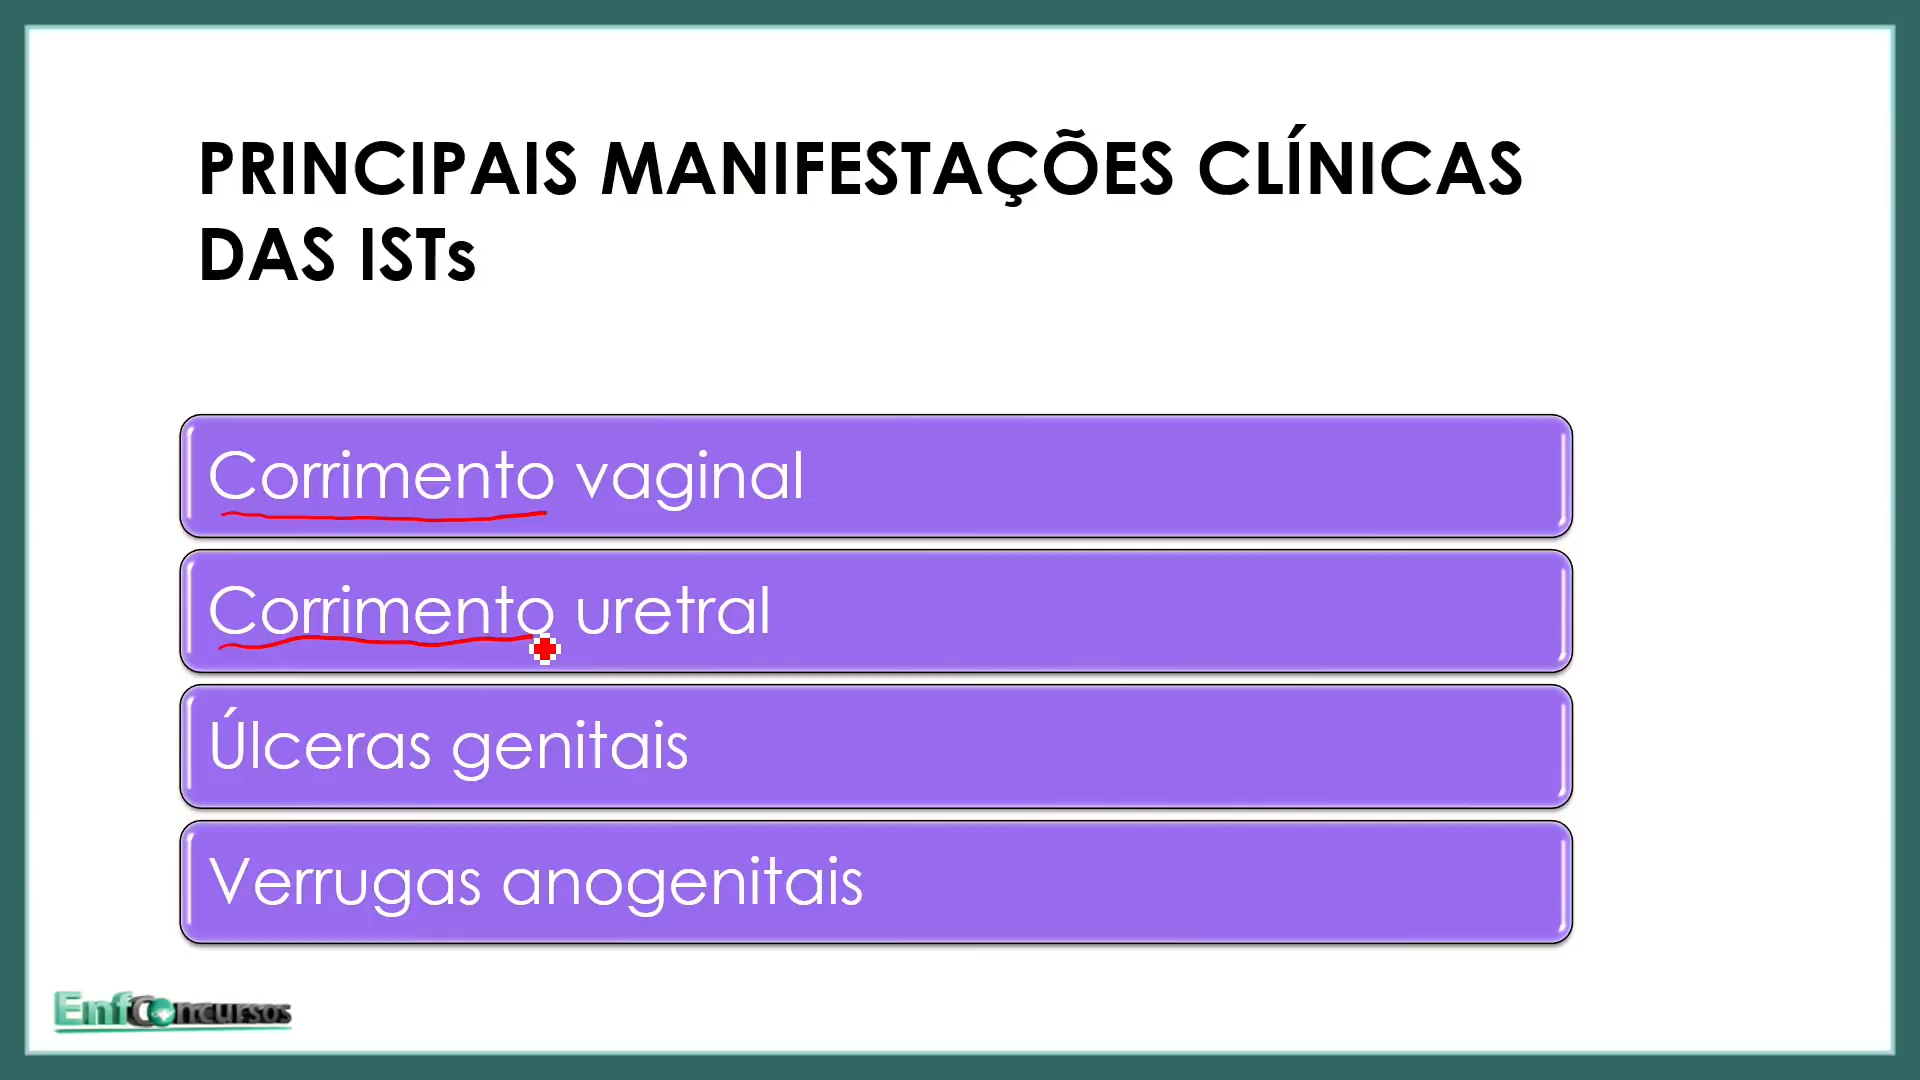 PRINCIPAIS MANIFESTAÇÕES CLÍNICAS
DAS ISTs
Corrimento vaginal
Corrimento uretral
Úlceras genitais
Verrugas anogenitais
EnfConcursos